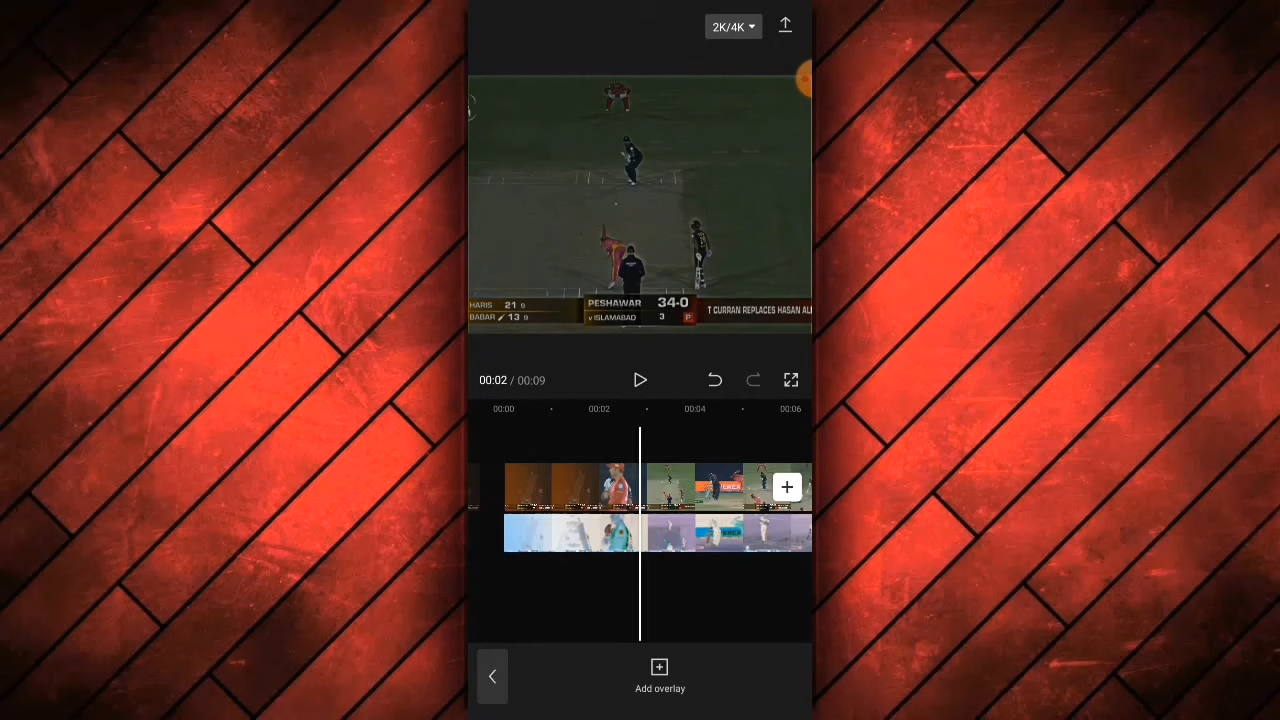 2K/4K
HARIS 21 9
BABAR 13 9
PESHAWAR 34-0
v ISLAMABAD 3 P
T CURRAN REPLACES HASAN AL
00:02 / 00:09
00:00 00:02 00:04 00:06
Add overlay